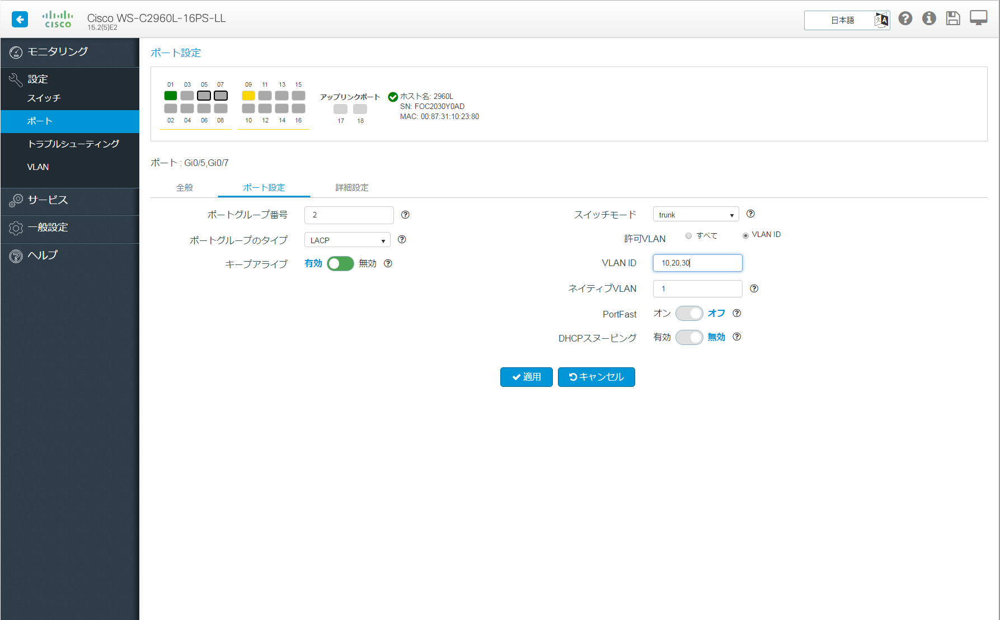 CISCO
Cisco WS-C2960L-16PS-LL
15.2(5)E2
日本語
モニタリング
設定
スイッチ
ポート
トラブルシューティング
VLAN
サービス
一般設定
ヘルプ
ポート設定
01 03 05 07 09 11 13 15
02 04 06 08 10 12 14 16
アップリンクポート
17 18
ホスト名: 2960L
SN: FOC2030Y0AD
MAC: 00:87:31:10:23:80
ポート : Gi0/5,Gi0/7
全般 ポート設定 詳細設定
ポートグループ番号 2
ポートグループのタイプ LACP
キープアライブ 有効 無効
スイッチモード trunk
許可VLAN すべて VLAN ID
VLAN ID 10,20,30
ネイティブVLAN 1
PortFast オン オフ
DHCPスヌーピング 有効 無効
適用 キャンセル